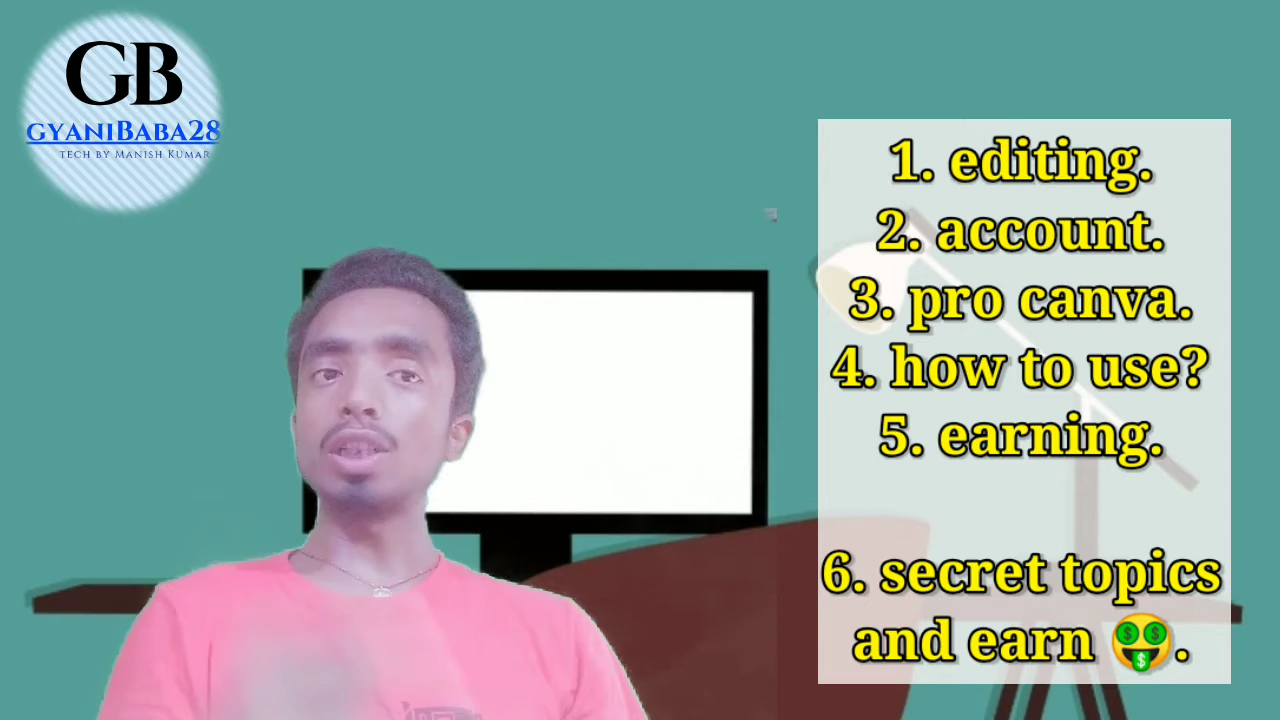 GB
GYANIBABA28
TECH BY MANISH KUMAR
1. editing.
2. account.
3. pro canva.
4. how to use?
5. earning.
6. secret topics
and earn 🤑.